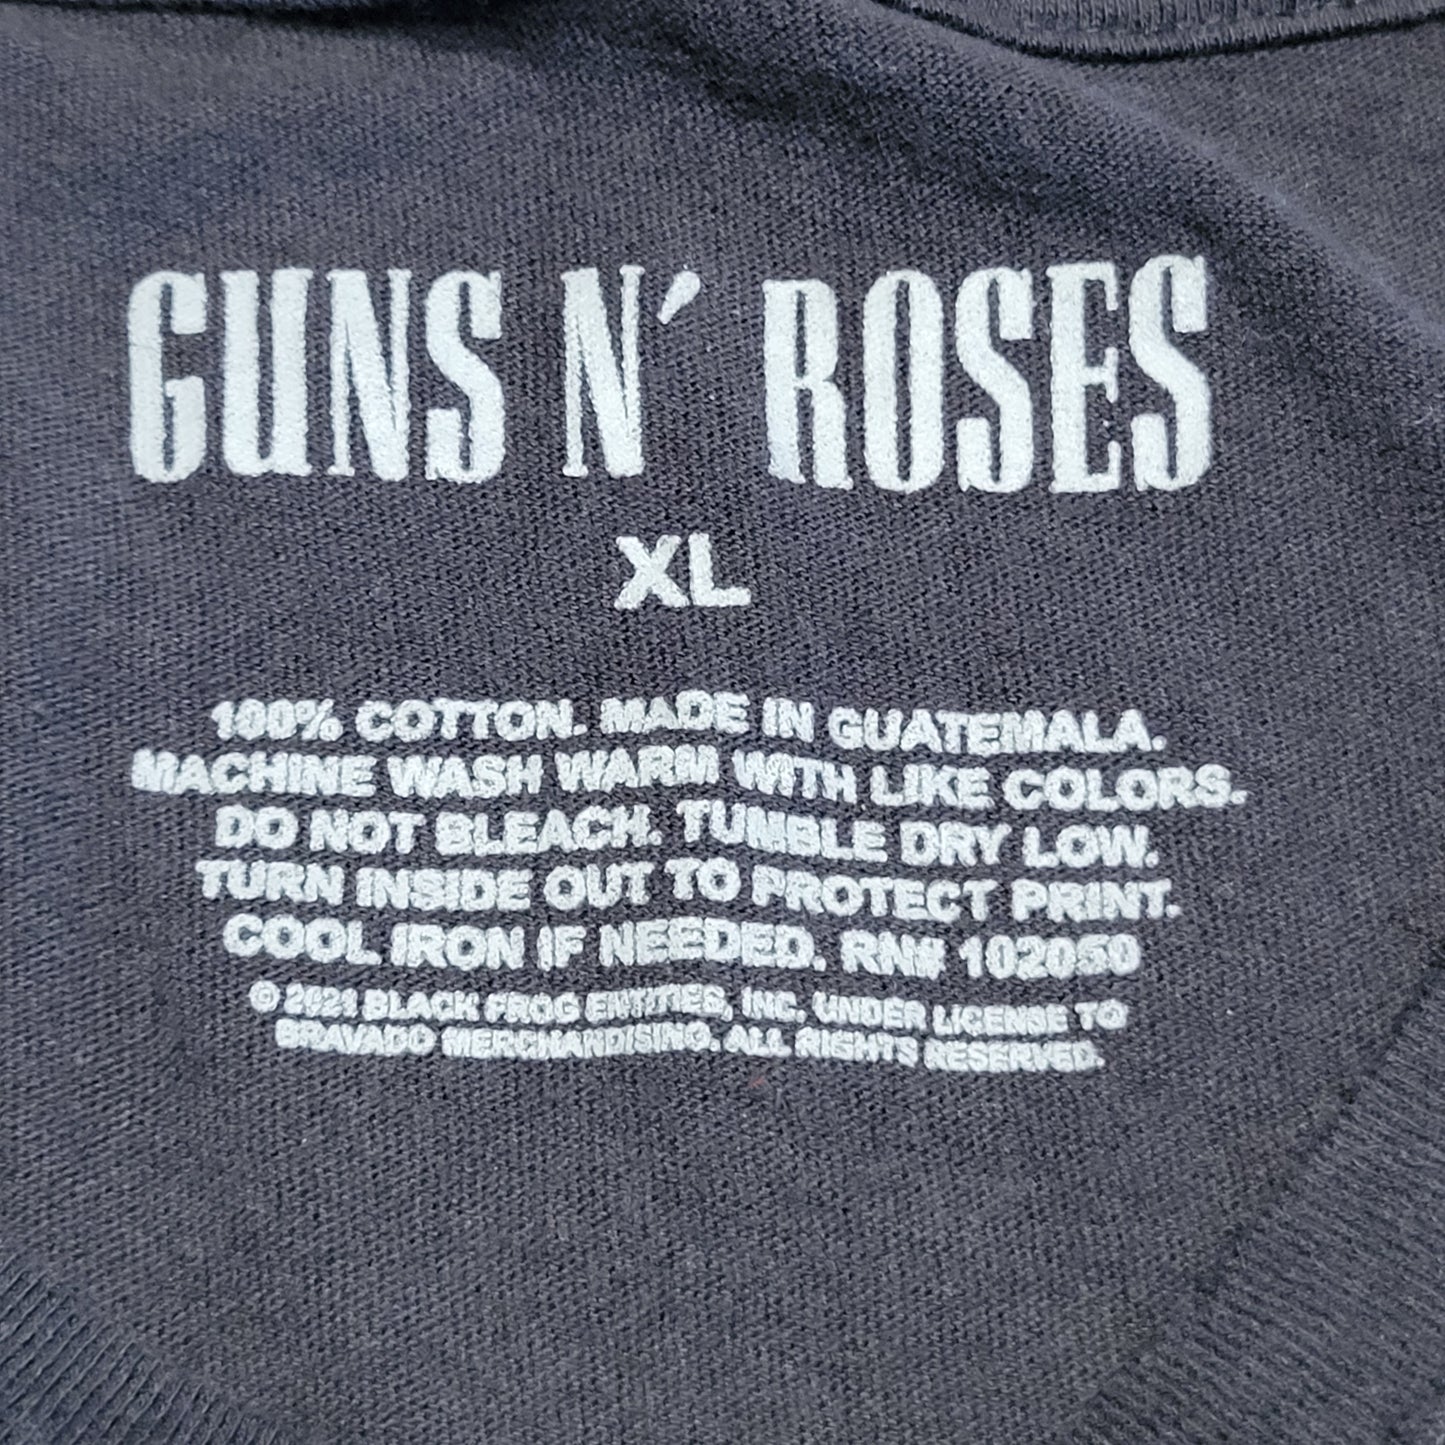 GUNS N' ROSES
XL
100% COTTON. MADE IN GUATEMALA.
MACHINE WASH WARM WITH LIKE COLORS.
DO NOT BLEACH. TUMBLE DRY LOW.
TURN INSIDE OUT TO PROTECT PRINT.
COOL IRON IF NEEDED. RN# 102050
© 2021 BLACK FROG ENTITIES, INC. UNDER LICENSE TO
BRAVADO MERCHANDISING. ALL RIGHTS RESERVED.